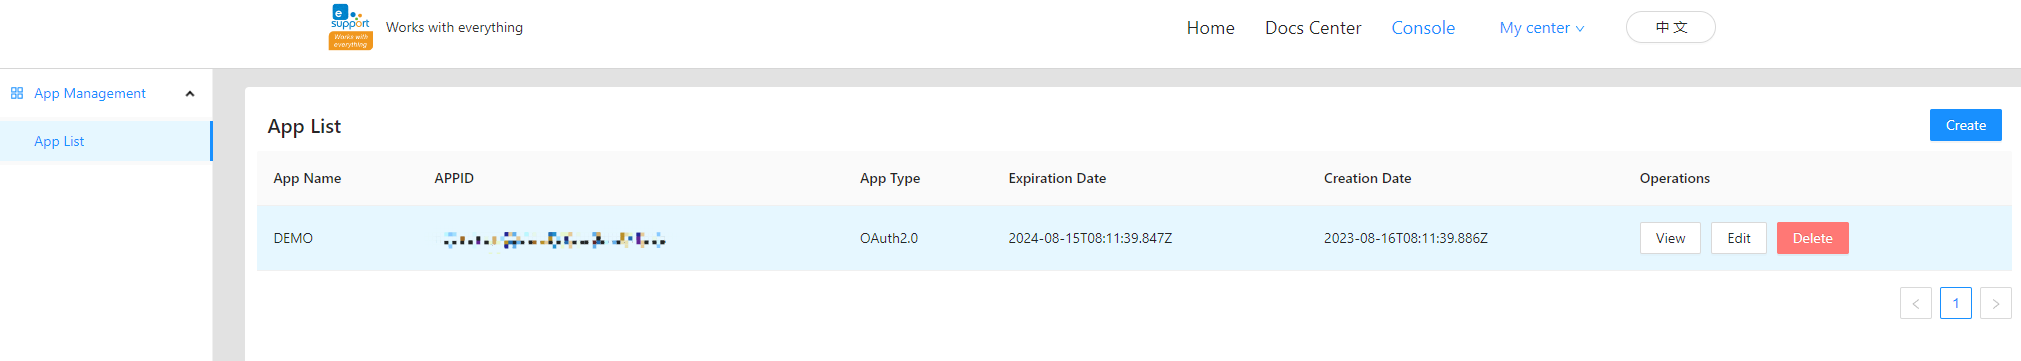 e
support
Works with
everything
Works with everything
Home
Docs Center
Console
My center
中 文
App Management
App List
App List
Create
App Name
APPID
App Type
Expiration Date
Creation Date
Operations
DEMO
OAuth2.0
2024-08-15T08:11:39.847Z
2023-08-16T08:11:39.886Z
View
Edit
Delete
<
1
>